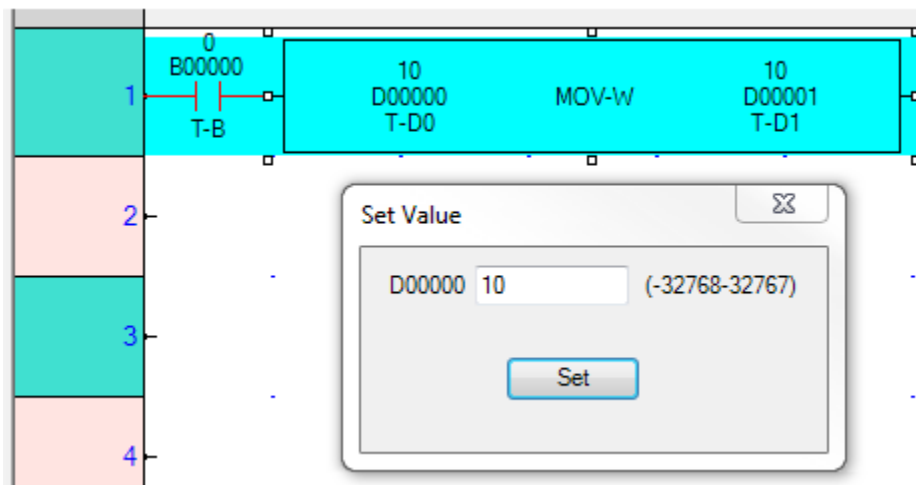 0
B00000
T-B
1
10
D00000
T-D0
MOV-W
10
D00001
T-D1
2
Set Value
D00000 10 (-32768-32767)
3
Set
4